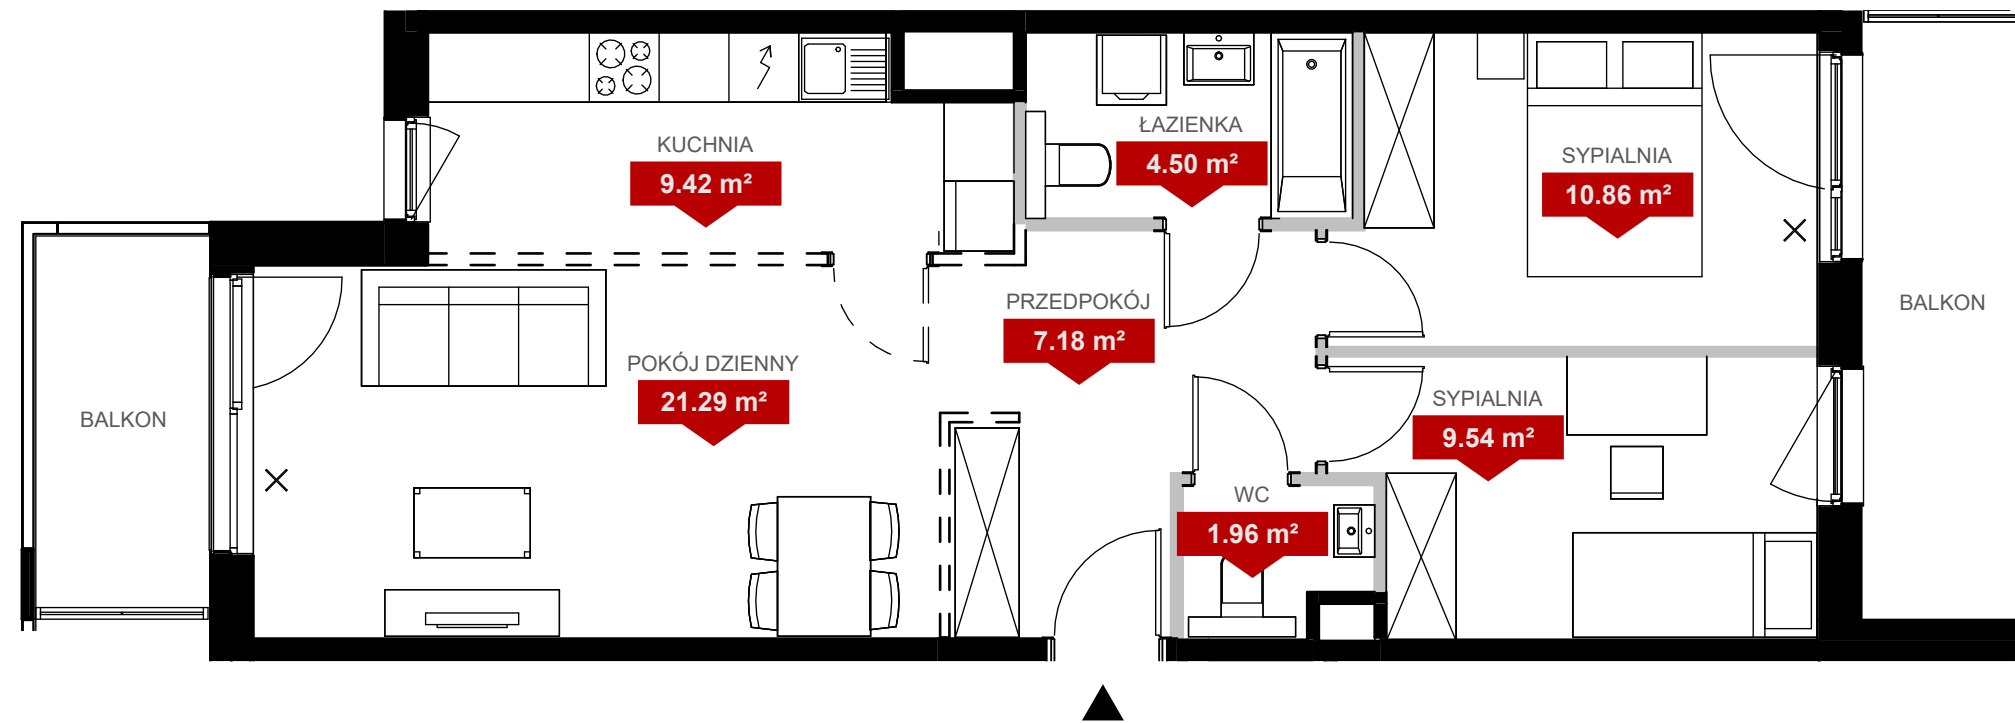 KUCHNIA
9.42 m²
ŁAZIENKA
4.50 m²
SYPIALNIA
10.86 m²
PRZEDPOKÓJ
7.18 m²
BALKON
POKÓJ DZIENNY
21.29 m²
BALKON
SYPIALNIA
9.54 m²
WC
1.96 m²